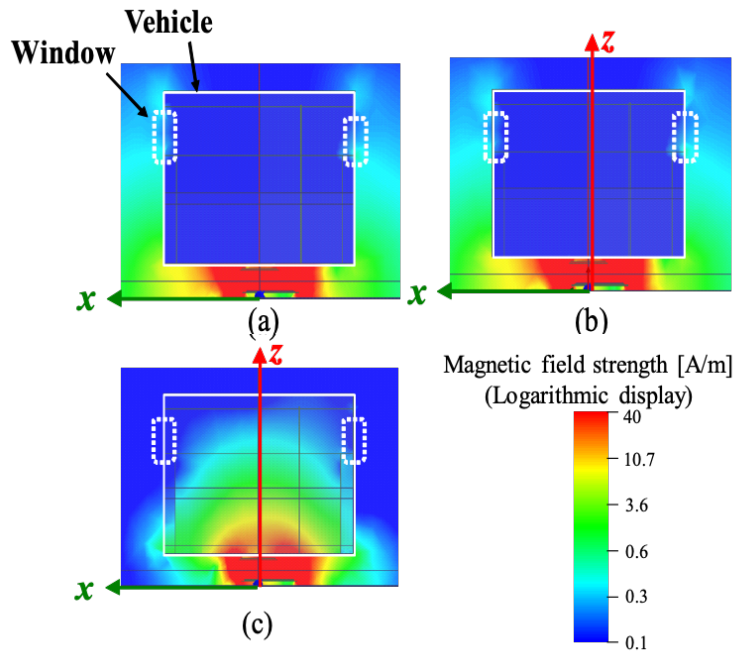 Vehicle
Window
z
x
(a)
x
(b)
z
x
(c)
Magnetic field strength [A/m]
(Logarithmic display)
40
10.7
3.6
0.6
0.3
0.1